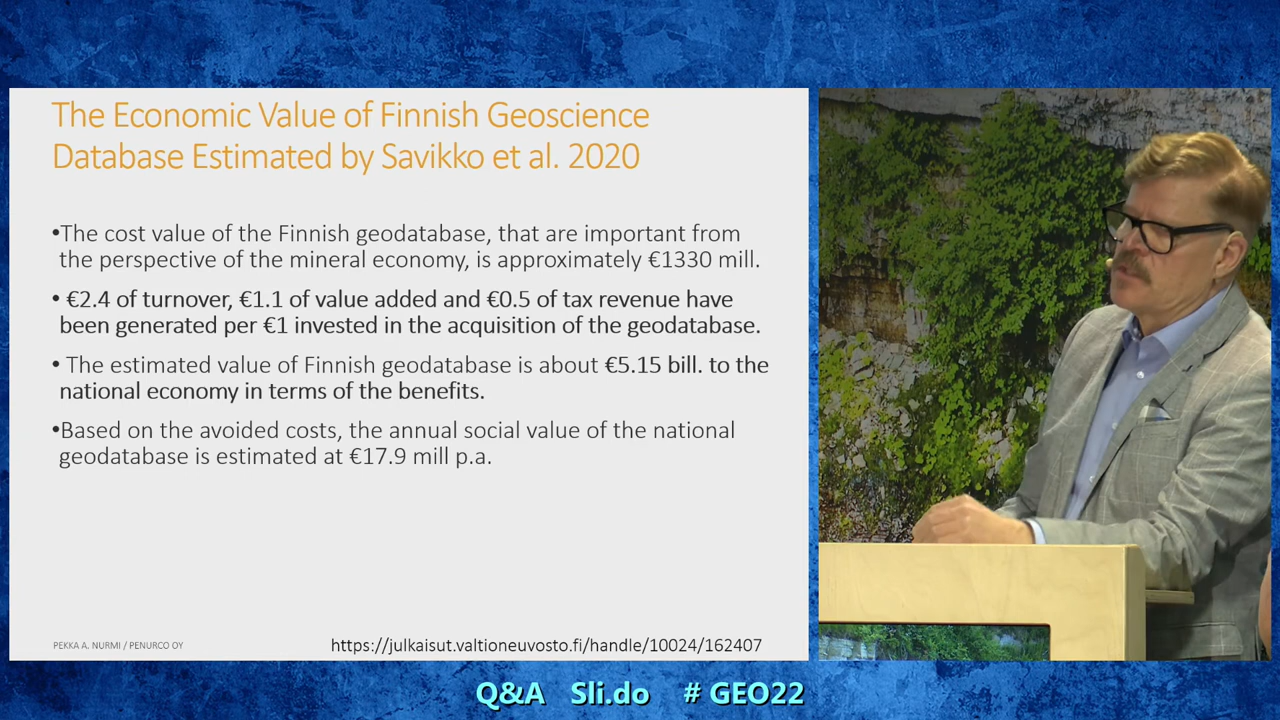 The Economic Value of Finnish Geoscience
Database Estimated by Savikko et al. 2020
•The cost value of the Finnish geodatabase, that are important from
the perspective of the mineral economy, is approximately €1330 mill.
• €2.4 of turnover, €1.1 of value added and €0.5 of tax revenue have
been generated per €1 invested in the acquisition of the geodatabase.
• The estimated value of Finnish geodatabase is about €5.15 bill. to the
national economy in terms of the benefits.
•Based on the avoided costs, the annual social value of the national
geodatabase is estimated at €17.9 mill p.a.
PEKKA A. NURMI / PENURCO OY
https://julkaisut.valtioneuvosto.fi/handle/10024/162407
Q&A Sli.do # GEO22